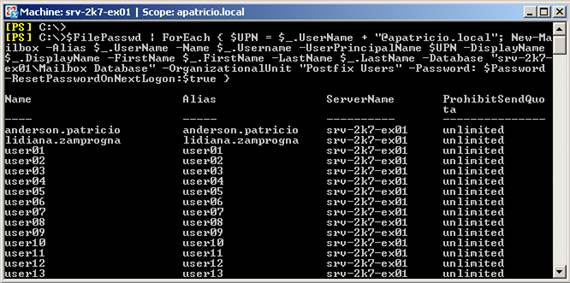 Machine: srv-2k7-ex01 | Scope: apatricio.local
[PS] C:\>
[PS] C:\>$FilePasswd | ForEach { $UPN = $_.UserName + "@apatricio.local"; New-Ma
ilbox -Alias $_.UserName -Name $_.Username -UserPrincipalName $UPN -DisplayName
$_.DisplayName -FirstName $_.FirstName -LastName $_.LastName -Database "srv-2k7-
ex01\Mailbox Database" -OrganizationalUnit "Postfix Users" -Password: $Password
-ResetPasswordOnNextLogon:$true }
Name Alias ServerName ProhibitSendQuo
ta
---- ----- ---------- ---------------
anderson.patricio anderson.patricio srv-2k7-ex01 unlimited
lidiana.zamprogna lidiana.zamprogna srv-2k7-ex01 unlimited
user01 user01 srv-2k7-ex01 unlimited
user02 user02 srv-2k7-ex01 unlimited
user03 user03 srv-2k7-ex01 unlimited
user04 user04 srv-2k7-ex01 unlimited
user05 user05 srv-2k7-ex01 unlimited
user06 user06 srv-2k7-ex01 unlimited
user07 user07 srv-2k7-ex01 unlimited
user08 user08 srv-2k7-ex01 unlimited
user09 user09 srv-2k7-ex01 unlimited
user10 user10 srv-2k7-ex01 unlimited
user11 user11 srv-2k7-ex01 unlimited
user12 user12 srv-2k7-ex01 unlimited
user13 user13 srv-2k7-ex01 unlimited